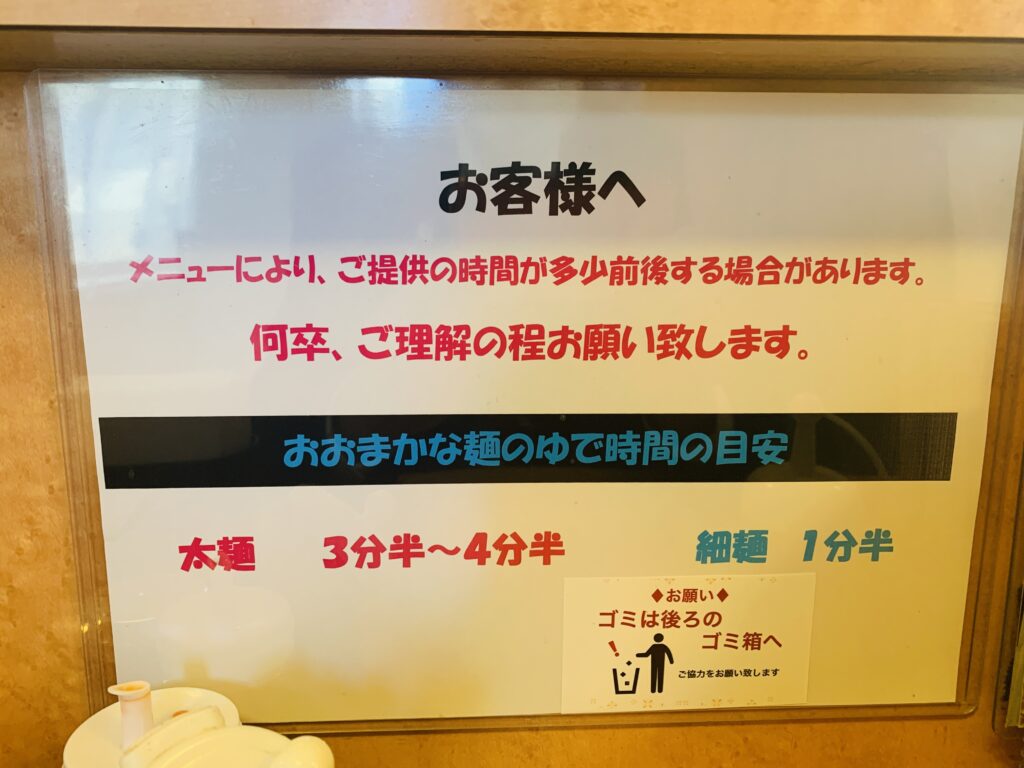 お客様へ
メニューにより、ご提供の時間が多少前後する場合があります。
何卒、ご理解の程お願い致します。
おおまかな麺のゆで時間の目安
太麺 3分半～4分半 細麺 1分半
♦お願い♦
ゴミは後ろの
ゴミ箱へ
ご協力をお願い致します